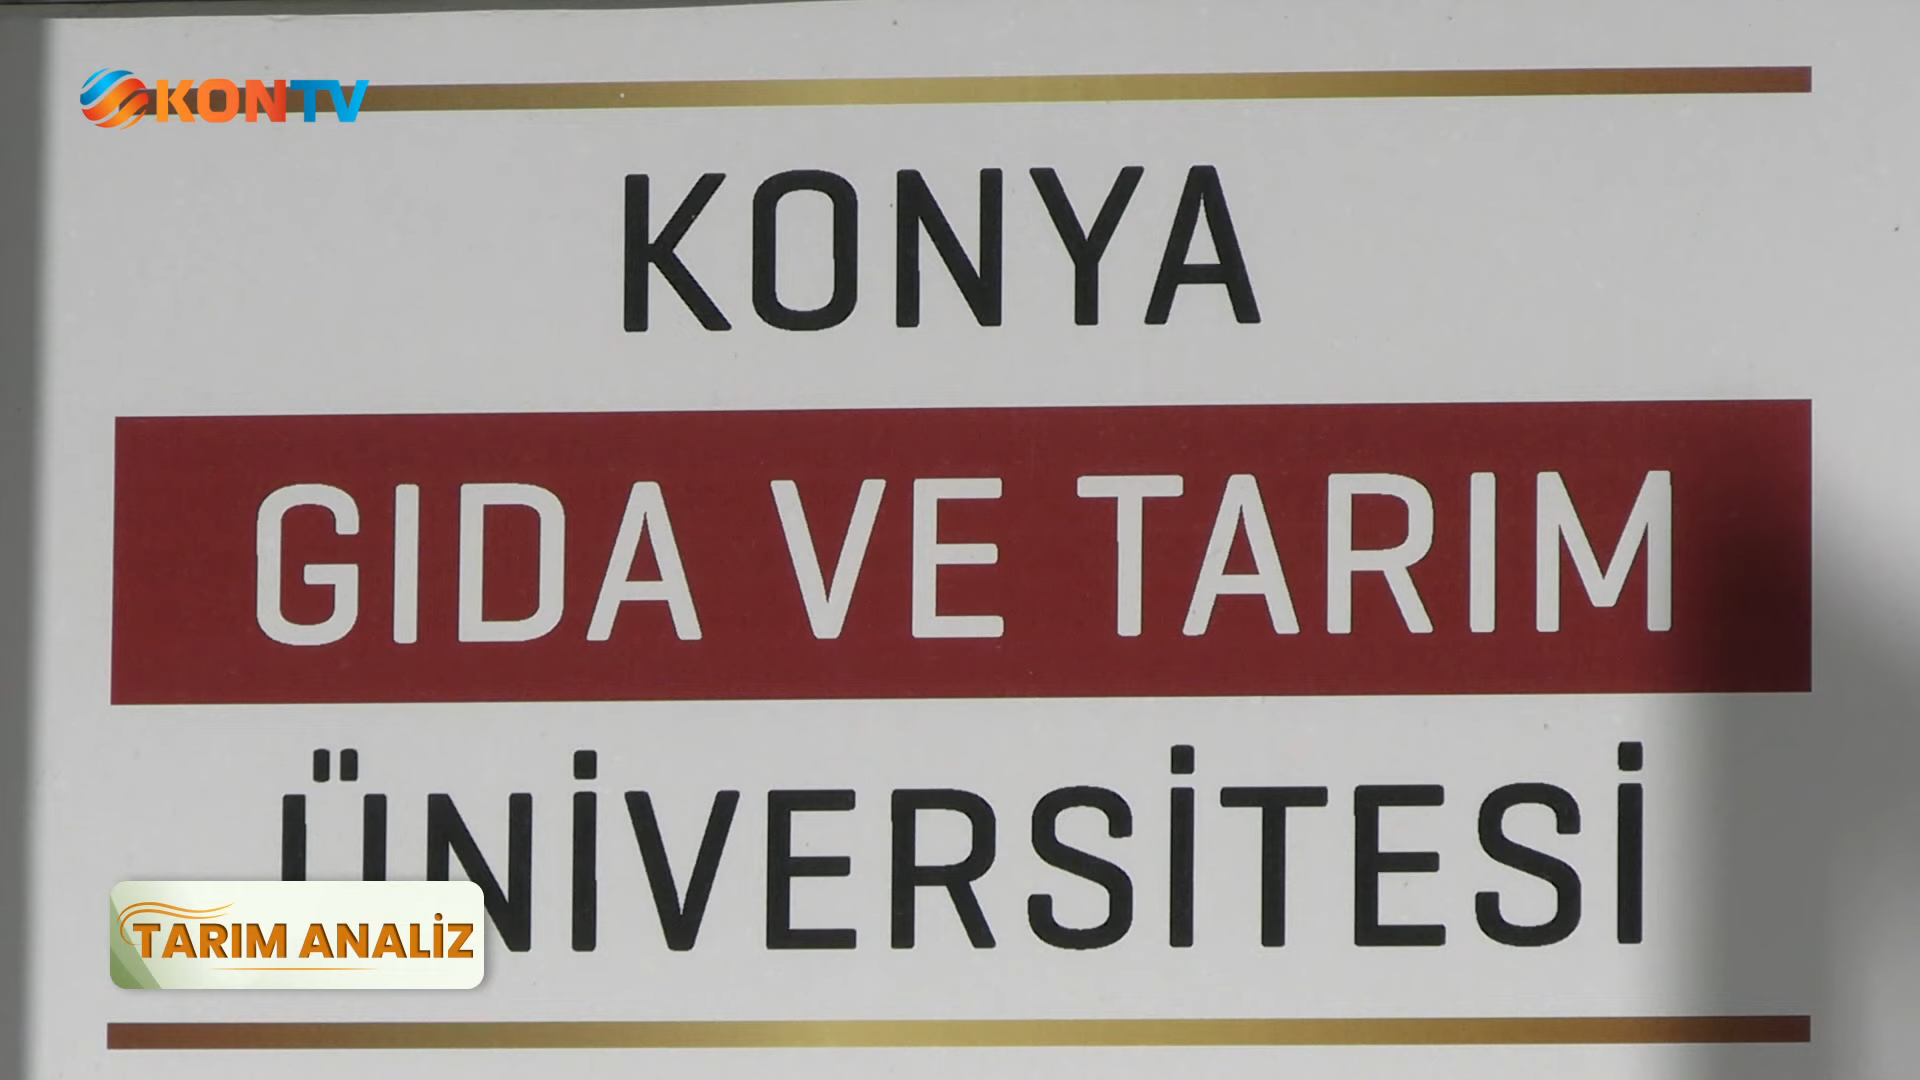 KONTV
KONYA
GIDA VE TARIM
ÜNİVERSİTESİ
TARIM ANALİZ